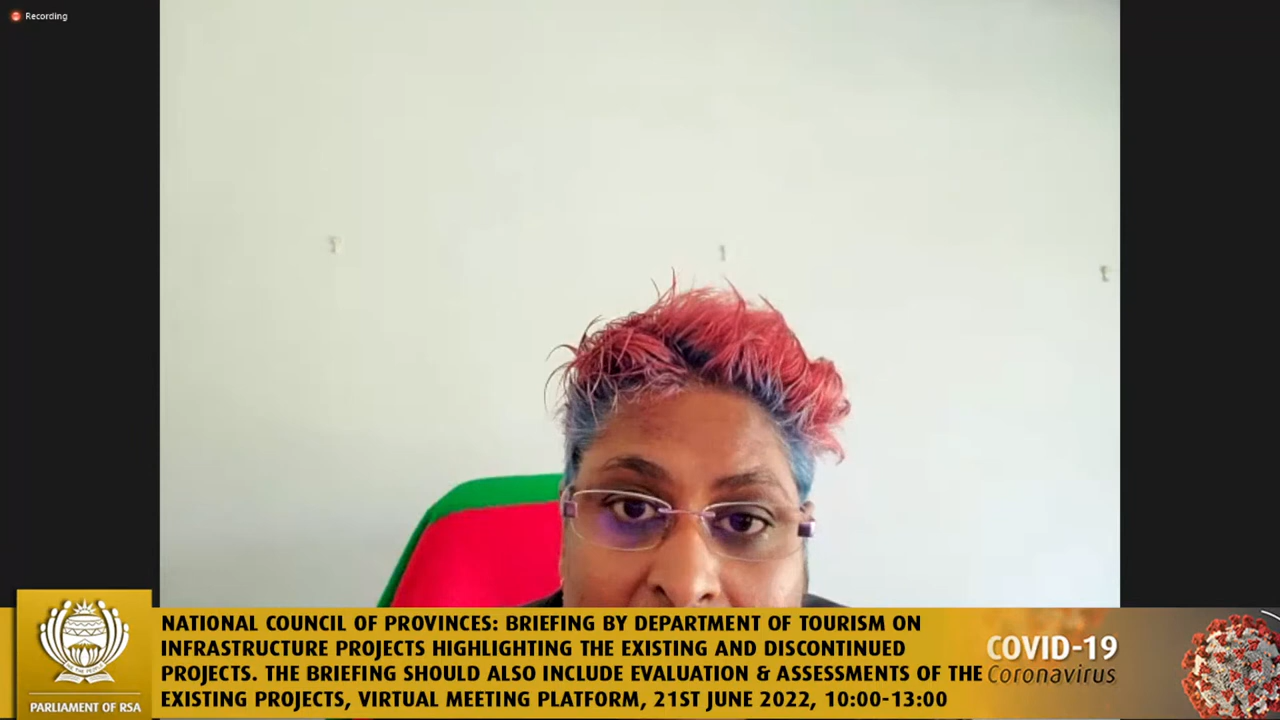 Recording
NATIONAL COUNCIL OF PROVINCES: BRIEFING BY DEPARTMENT OF TOURISM ON
INFRASTRUCTURE PROJECTS HIGHLIGHTING THE EXISTING AND DISCONTINUED
PROJECTS. THE BRIEFING SHOULD ALSO INCLUDE EVALUATION & ASSESSMENTS OF THE
EXISTING PROJECTS, VIRTUAL MEETING PLATFORM, 21ST JUNE 2022, 10:00-13:00
COVID-19
Coronavirus
PARLIAMENT OF RSA